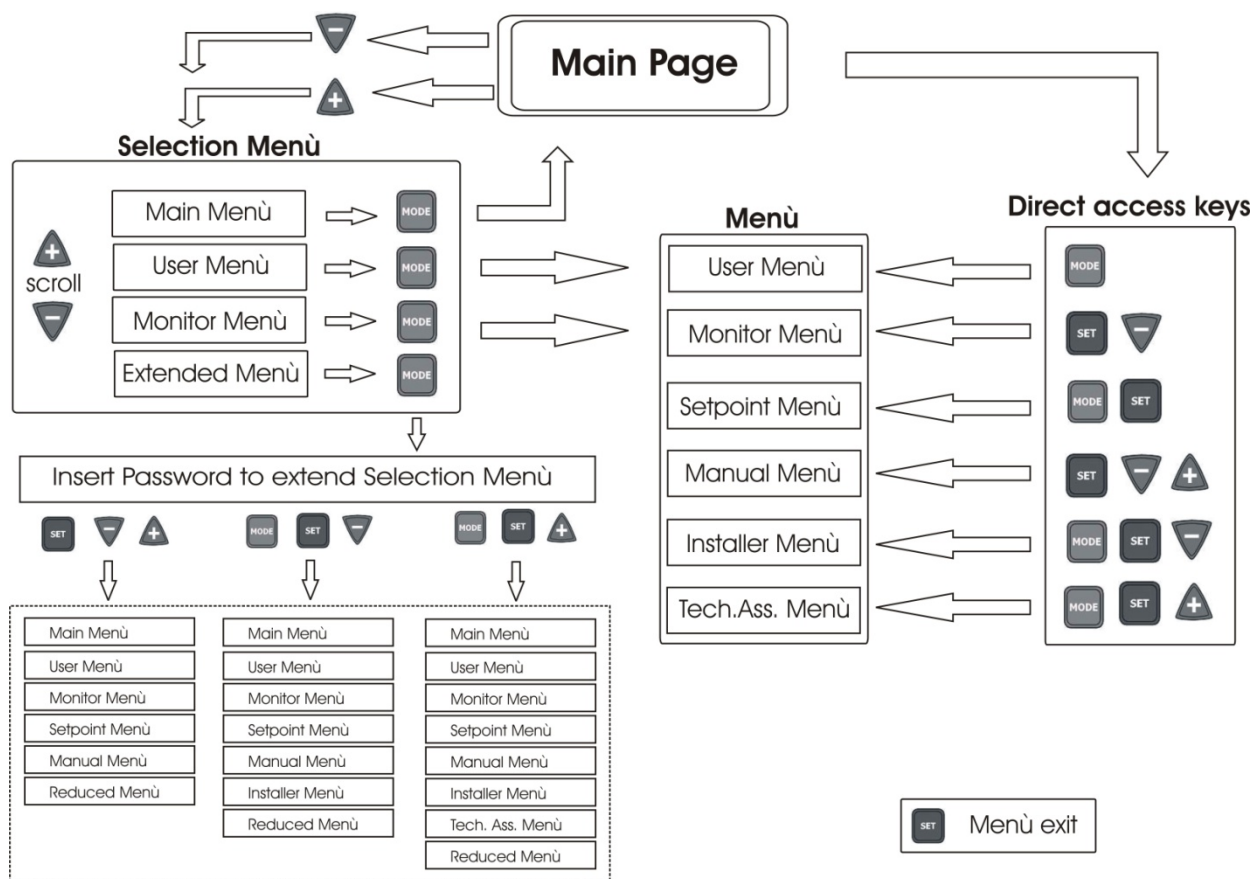 Main Page
Selection Menù
Main Menù
MODE
User Menù
MODE
Monitor Menù
MODE
Extended Menù
MODE
+
scroll
−
Insert Password to extend Selection Menù
SET − +
MODE SET −
MODE SET +
Main Menù
User Menù
Monitor Menù
Setpoint Menù
Manual Menù
Reduced Menù
Main Menù
User Menù
Monitor Menù
Setpoint Menù
Manual Menù
Installer Menù
Reduced Menù
Main Menù
User Menù
Monitor Menù
Setpoint Menù
Manual Menù
Installer Menù
Tech. Ass. Menù
Reduced Menù
−
+
Menù
User Menù
Monitor Menù
Setpoint Menù
Manual Menù
Installer Menù
Tech.Ass. Menù
Direct access keys
MODE
SET −
MODE SET
SET − +
MODE SET −
MODE SET +
SET Menù exit